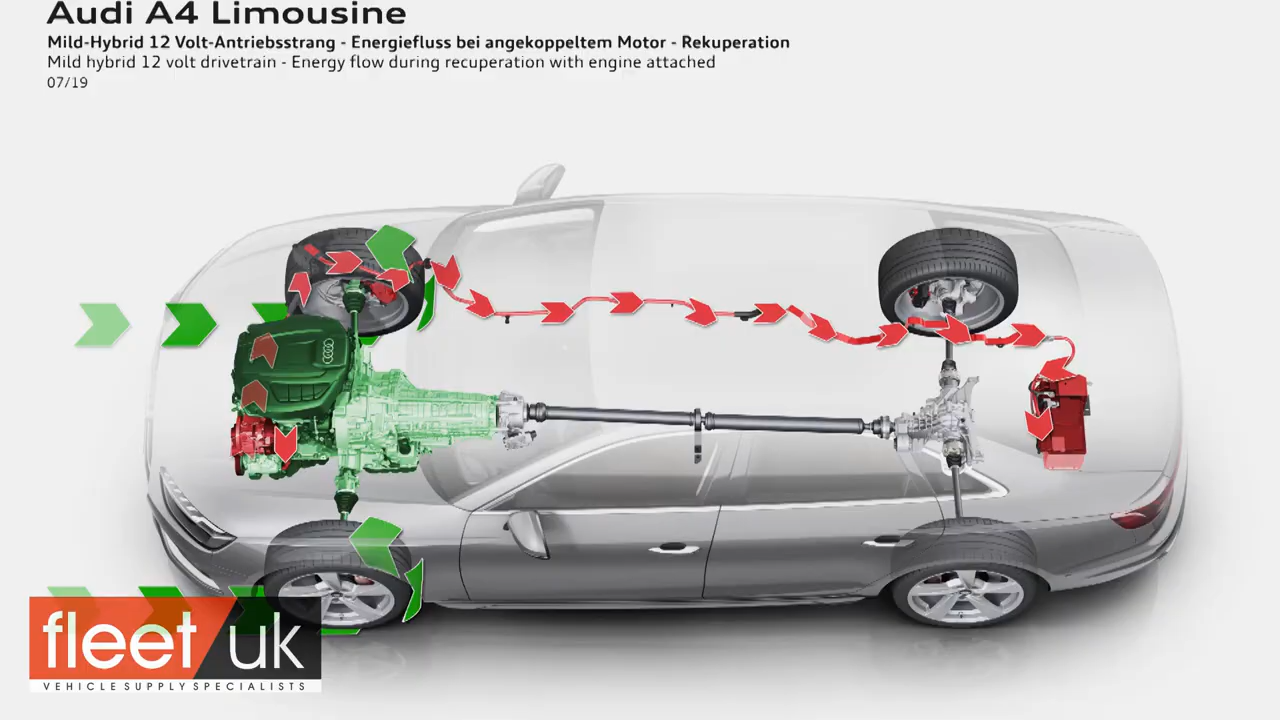 Audi A4 Limousine
Mild-Hybrid 12 Volt-Antriebsstrang - Energiefluss bei angekoppeltem Motor - Rekuperation
Mild hybrid 12 volt drivetrain - Energy flow during recuperation with engine attached
07/19
fleet uk
VEHICLE SUPPLY SPECIALISTS